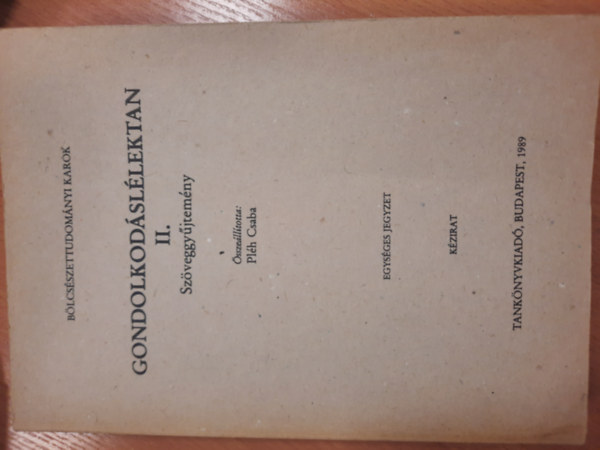 BÖLCSÉSZETTUDOMÁNYI KAROK
GONDOLKODÁSLÉLEKTAN
II.
Szöveggyűjtemény
Összeállította:
Pléh Csaba
EGYSÉGES JEGYZET
KÉZIRAT
TANKÖNYVKIADÓ, BUDAPEST, 1989